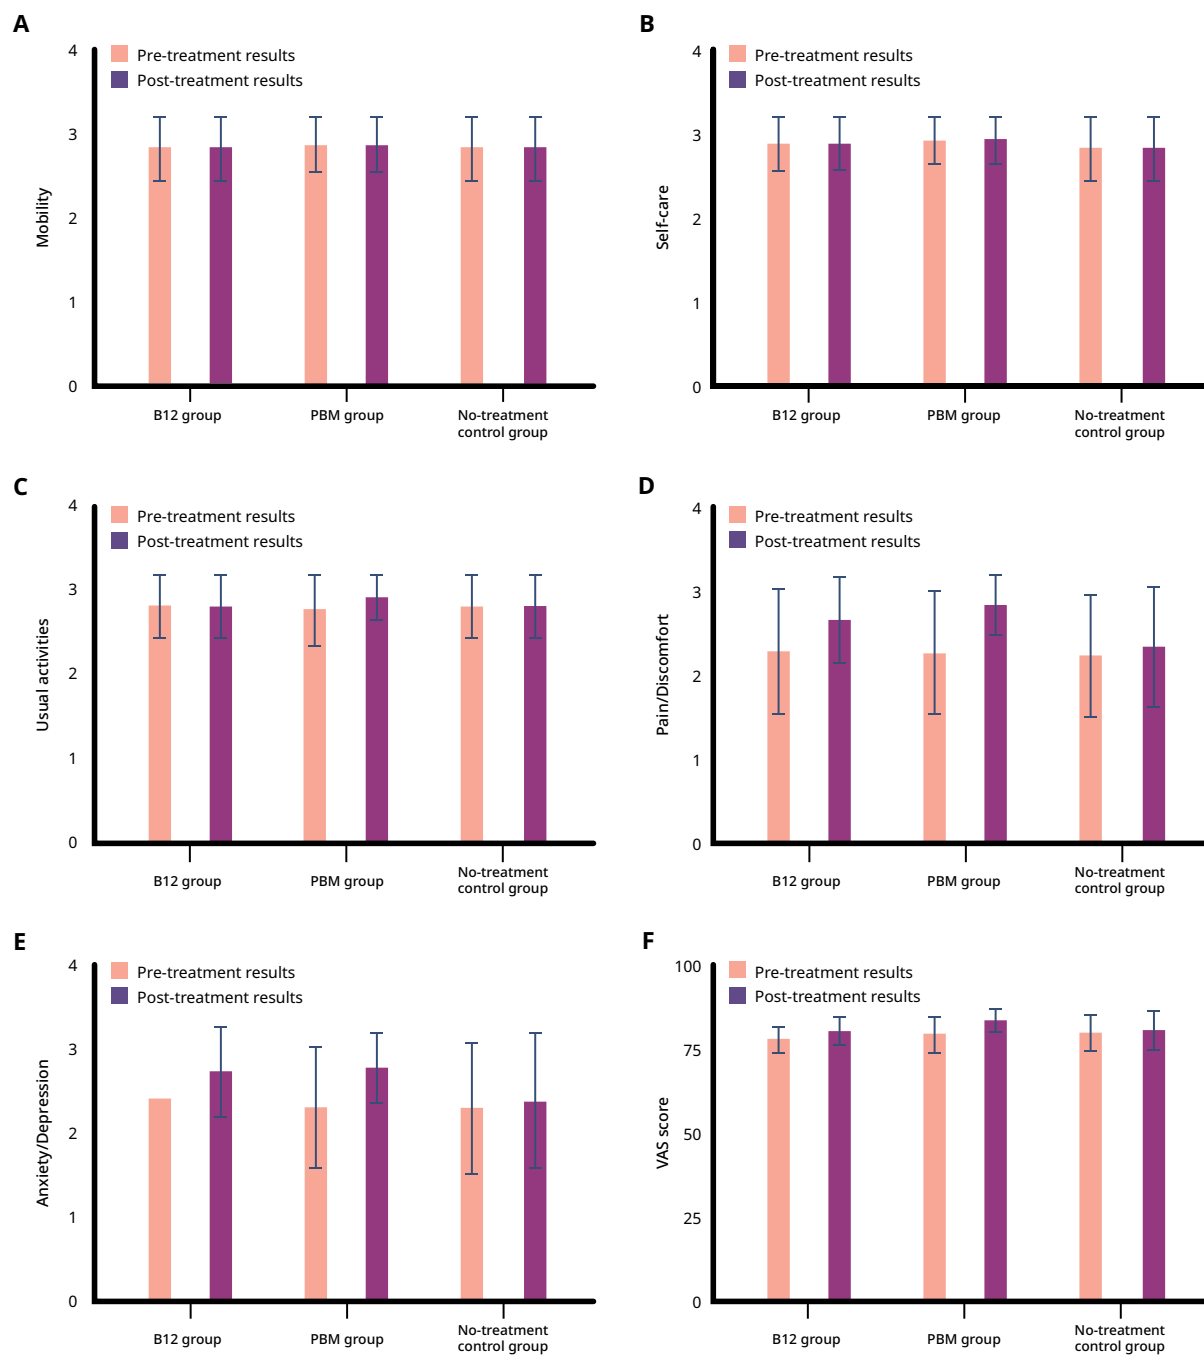 A
Pre-treatment results
Post-treatment results
4
3
2
1
0
Mobility
B12 group
PBM group
No-treatment
control group
B
Pre-treatment results
Post-treatment results
4
3
2
1
0
Self-care
B12 group
PBM group
No-treatment
control group
C
Pre-treatment results
Post-treatment results
4
3
2
1
0
Usual activities
B12 group
PBM group
No-treatment
control group
D
Pre-treatment results
Post-treatment results
4
3
2
1
0
Pain/Discomfort
B12 group
PBM group
No-treatment
control group
E
Pre-treatment results
Post-treatment results
4
3
2
1
0
Anxiety/Depression
B12 group
PBM group
No-treatment
control group
F
Pre-treatment results
Post-treatment results
100
75
50
25
0
VAS score
B12 group
PBM group
No-treatment
control group